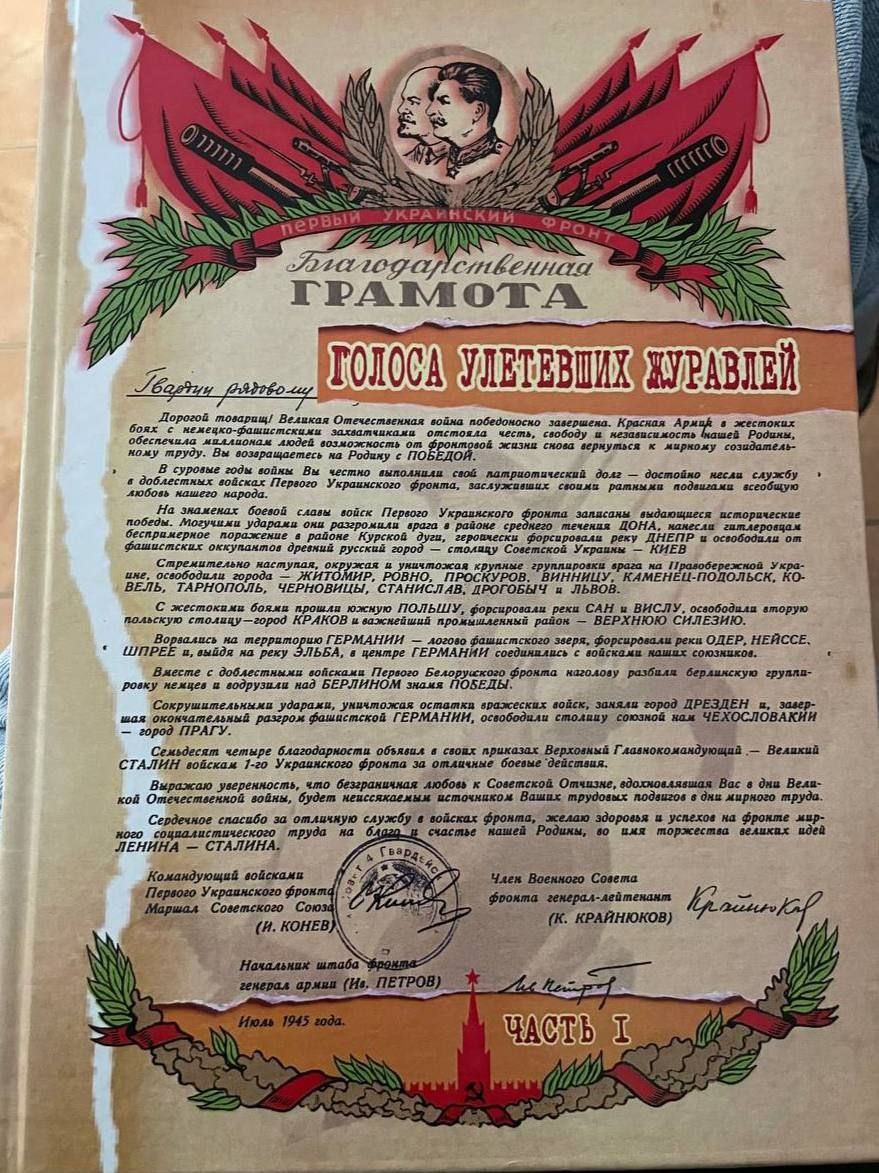 ПЕРВЫЙ УКРАИНСКИЙ ФРОНТ
Благодарственная
ГРАМОТА
ГОЛОСА УЛЕТЕВШИХ ЖУРАВЛЕЙ
Гвардии рядовому
Дорогой товарищ! Великая Отечественная война победоносно завершена. Красная Армия в жестоких
боях с немецко-фашистскими захватчиками отстояла честь, свободу и независимость нашей Родины,
обеспечила миллионам людей возможность от фронтовой жизни снова вернуться к мирному созидатель-
ному труду. Вы возвращаетесь на Родину с ПОБЕДОЙ.
В суровые годы войны Вы честно выполнили свой патриотический долг — достойно несли службу
в доблестных войсках Первого Украинского фронта, заслуживших своими ратными подвигами всеобщую
любовь нашего народа.
На знаменах боевой славы войск Первого Украинского фронта записаны выдающиеся исторические
победы. Могучими ударами они разгромили врага в районе среднего течения ДОНА, нанесли гитлеровцам
беспримерное поражение в районе Курской дуги, героически форсировали реку ДНЕПР и освободили от
фашистских оккупантов древний русский город — столицу Советской Украины — КИЕВ
Стремительно наступая, окружая и уничтожая крупные группировки врага на Правобережной Укра-
ине, освободили города — ЖИТОМИР, РОВНО, ПРОСКУРОВ, ВИННИЦУ, КАМЕНЕЦ-ПОДОЛЬСК, КО-
ВЕЛЬ, ТАРНОПОЛЬ, ЧЕРНОВИЦЫ, СТАНИСЛАВ, ДРОГОБЫЧ и ЛЬВОВ.
С жестокими боями прошли южную ПОЛЬШУ, форсировали реки САН и ВИСЛУ, освободили вторую
польскую столицу—город КРАКОВ и важнейший промышленный район — ВЕРХНЮЮ СИЛЕЗИЮ.
Ворвались на территорию ГЕРМАНИИ — логово фашистского зверя, форсировали реки ОДЕР, НЕЙССЕ,
ШПРЕЕ и, выйдя на реку ЭЛЬБА, в центре ГЕРМАНИИ соединились с войсками наших союзников.
Вместе с доблестными войсками Первого Белорусского фронта наголову разбили берлинскую группи-
ровку немцев и водрузили над БЕРЛИНОМ знамя ПОБЕДЫ.
Сокрушительными ударами, уничтожая остатки вражеских войск, заняли город ДРЕЗДЕН и, завер-
шая окончательный разгром фашистской ГЕРМАНИИ, освободили столицу союзной нам ЧЕХОСЛОВАКИИ
— город ПРАГУ.
Семьдесят четыре благодарности объявил в своих приказах Верховный Главнокомандующий — Великий
СТАЛИН войскам 1-го Украинского фронта за отличные боевые действия.
Выражаю уверенность, что безграничная любовь к Советской Отчизне, вдохновлявшая Вас в дни Вели-
кой Отечественной войны, будет неиссякаемым источником Ваших трудовых подвигов в дни мирного труда.
Сердечное спасибо за отличную службу в войсках фронта, желаю здоровья и успехов на фронте мир-
ного социалистического труда на благо и счастье нашей Родины, во имя торжества великих идей
ЛЕНИНА — СТАЛИНА.
Командующий войсками
Первого Украинского фронта
Маршал Советского Союза
(И. КОНЕВ)
4 Гвардейс
Член Военного Совета
фронта генерал-лейтенант
(К. КРАЙНЮКОВ)
Крайнюков
Начальник штаба фронта
генерал армии (Ив. ПЕТРОВ)
Ив Петров
Июль 1945 года.
ЧАСТЬ I